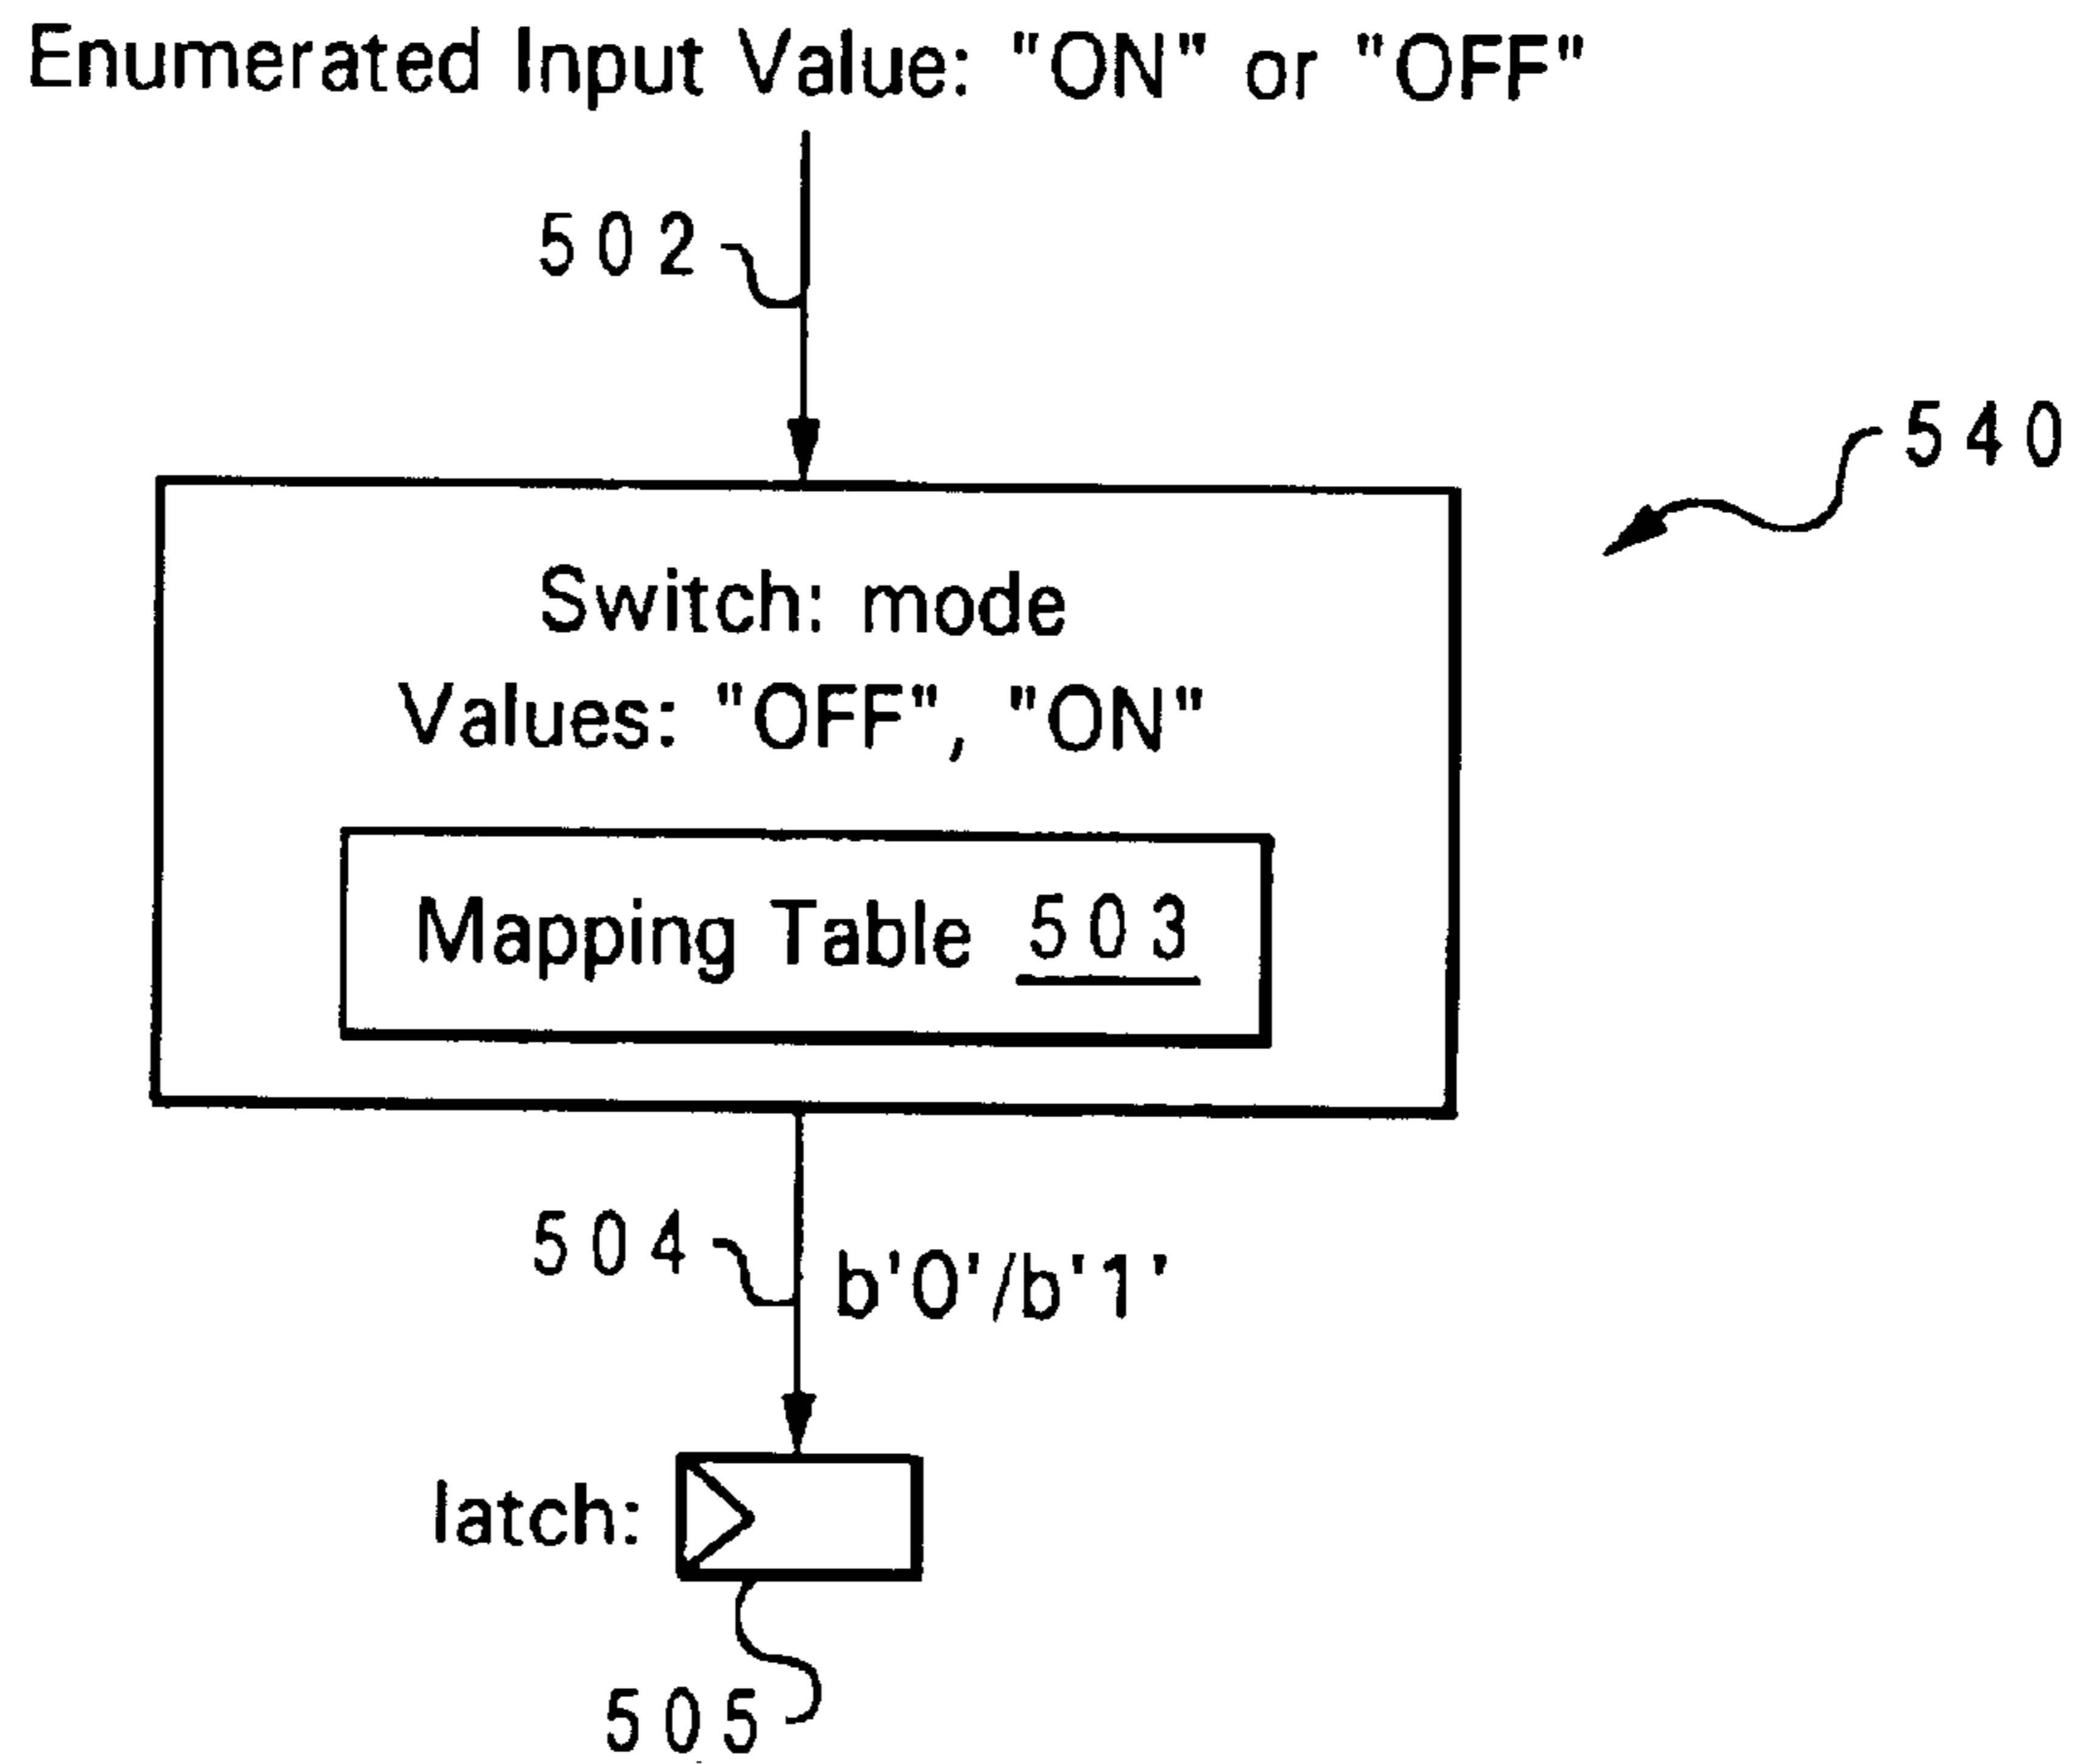 Enumerated Input Value: "ON" or "OFF"
502
540
Switch: mode
Values: "OFF", "ON"
Mapping Table 503
504
b'0'/b'1'
latch:
505